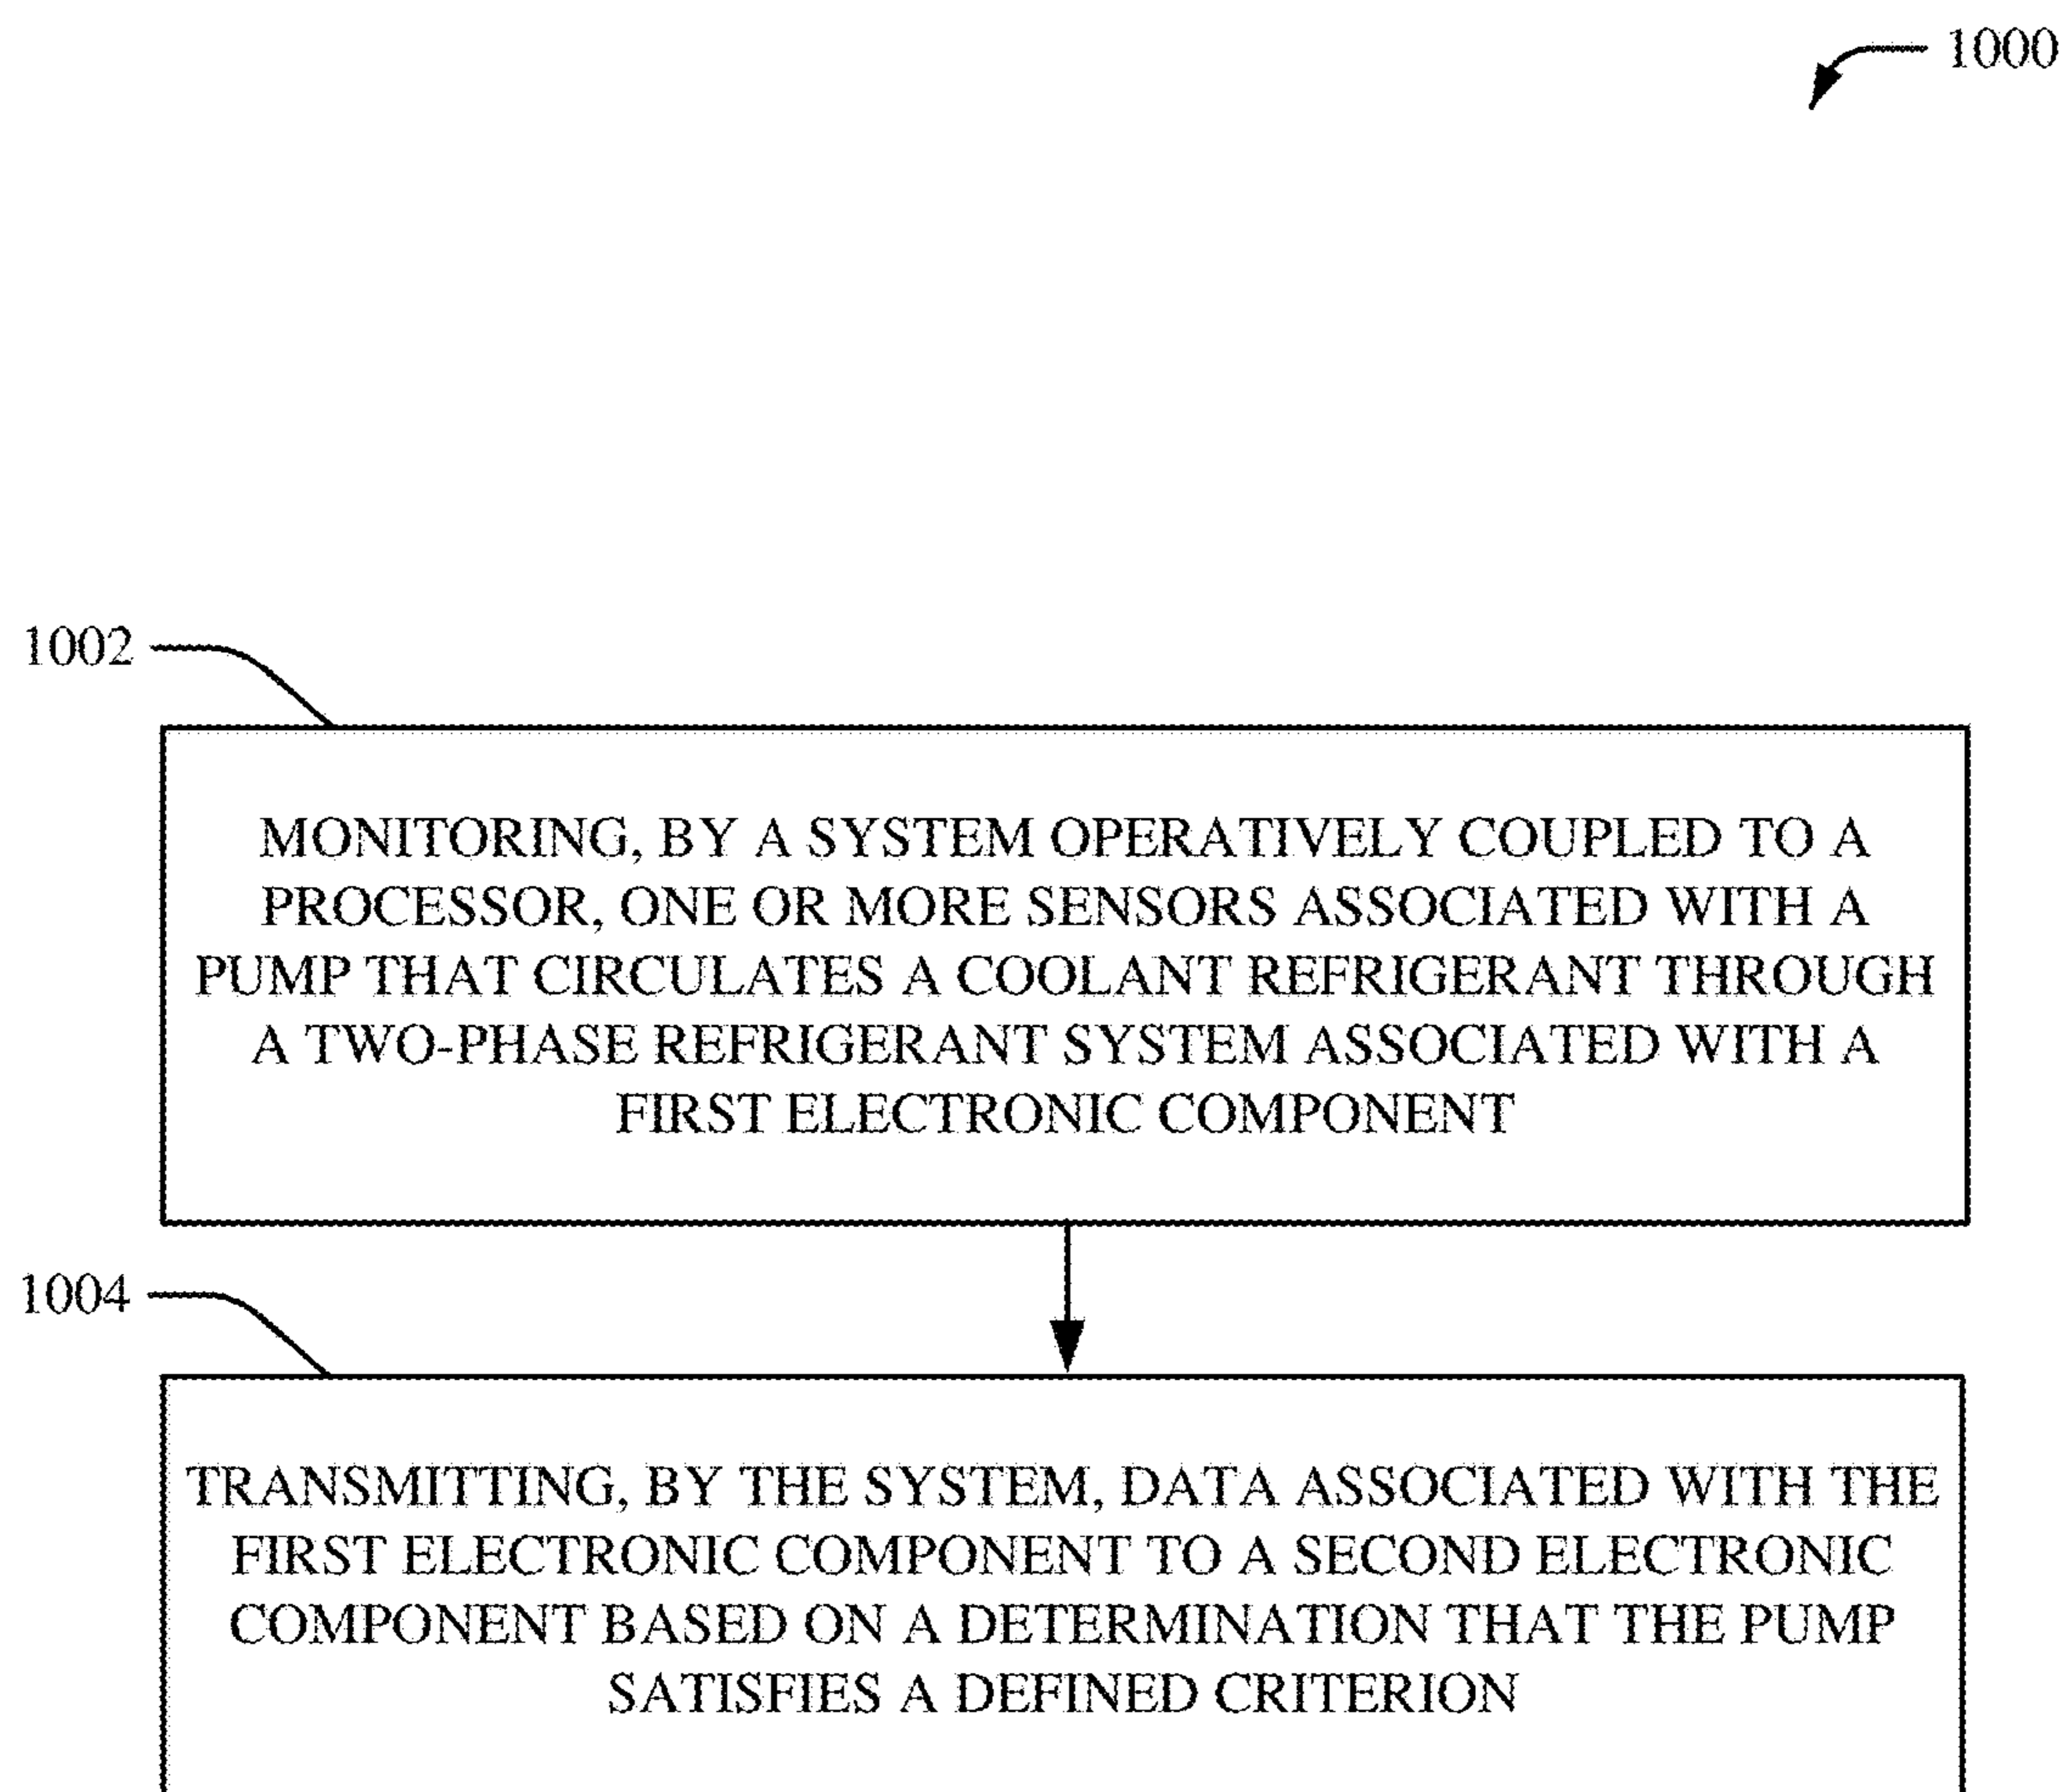 1000
1002
MONITORING, BY A SYSTEM OPERATIVELY COUPLED TO A
PROCESSOR, ONE OR MORE SENSORS ASSOCIATED WITH A
PUMP THAT CIRCULATES A COOLANT REFRIGERANT THROUGH
A TWO-PHASE REFRIGERANT SYSTEM ASSOCIATED WITH A
FIRST ELECTRONIC COMPONENT
1004
TRANSMITTING, BY THE SYSTEM, DATA ASSOCIATED WITH THE
FIRST ELECTRONIC COMPONENT TO A SECOND ELECTRONIC
COMPONENT BASED ON A DETERMINATION THAT THE PUMP
SATISFIES A DEFINED CRITERION